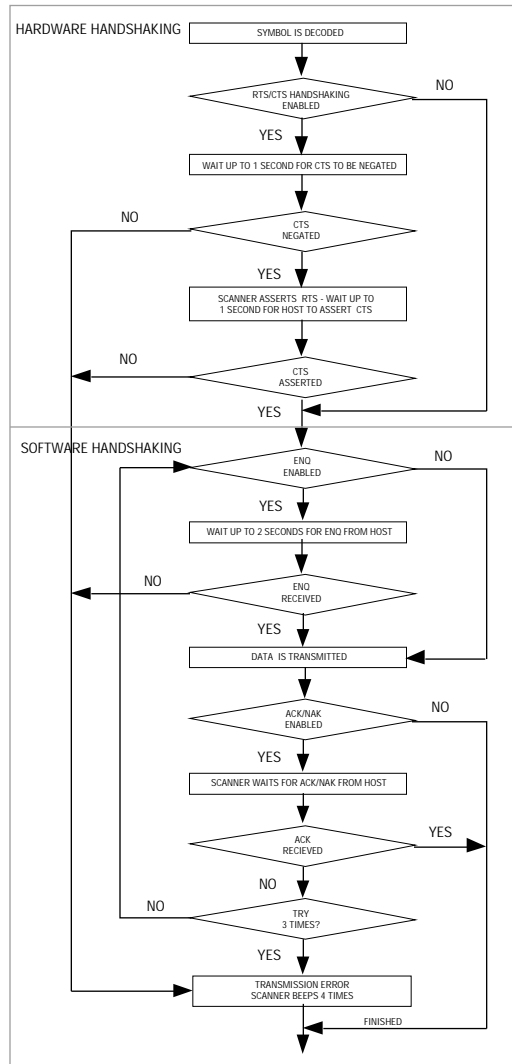 HARDWARE HANDSHAKING
SYMBOL IS DECODED
RTS/CTS HANDSHAKING
ENABLED
NO
YES
WAIT UP TO 1 SECOND FOR CTS TO BE NEGATED
NO
CTS
NEGATED
YES
SCANNER ASSERTS RTS - WAIT UP TO
1 SECOND FOR HOST TO ASSERT CTS
NO
CTS
ASSERTED
YES
SOFTWARE HANDSHAKING
ENQ
ENABLED
NO
YES
WAIT UP TO 2 SECONDS FOR ENQ FROM HOST
NO
ENQ
RECEIVED
YES
DATA IS TRANSMITTED
ACK/NAK
ENABLED
NO
YES
SCANNER WAITS FOR ACK/NAK FROM HOST
ACK
RECIEVED
YES
NO
NO
TRY
3 TIMES?
YES
TRANSMISSION ERROR
SCANNER BEEPS 4 TIMES
FINISHED